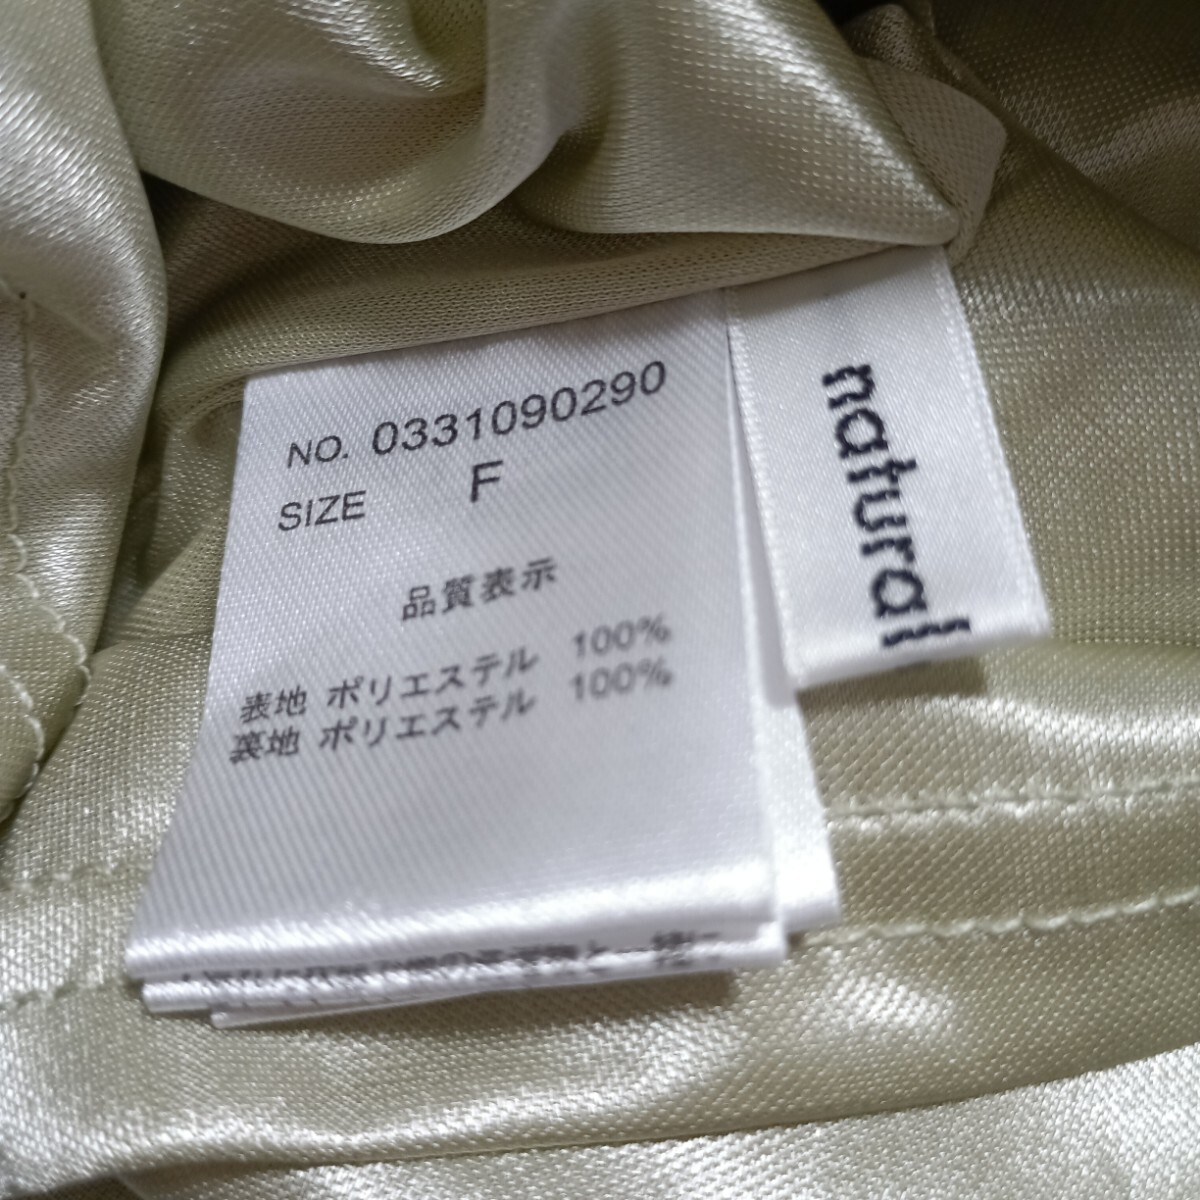 NO. 0331090290
SIZE F
品質表示
表地 ポリエステル 100%
裏地 ポリエステル 100%
natural